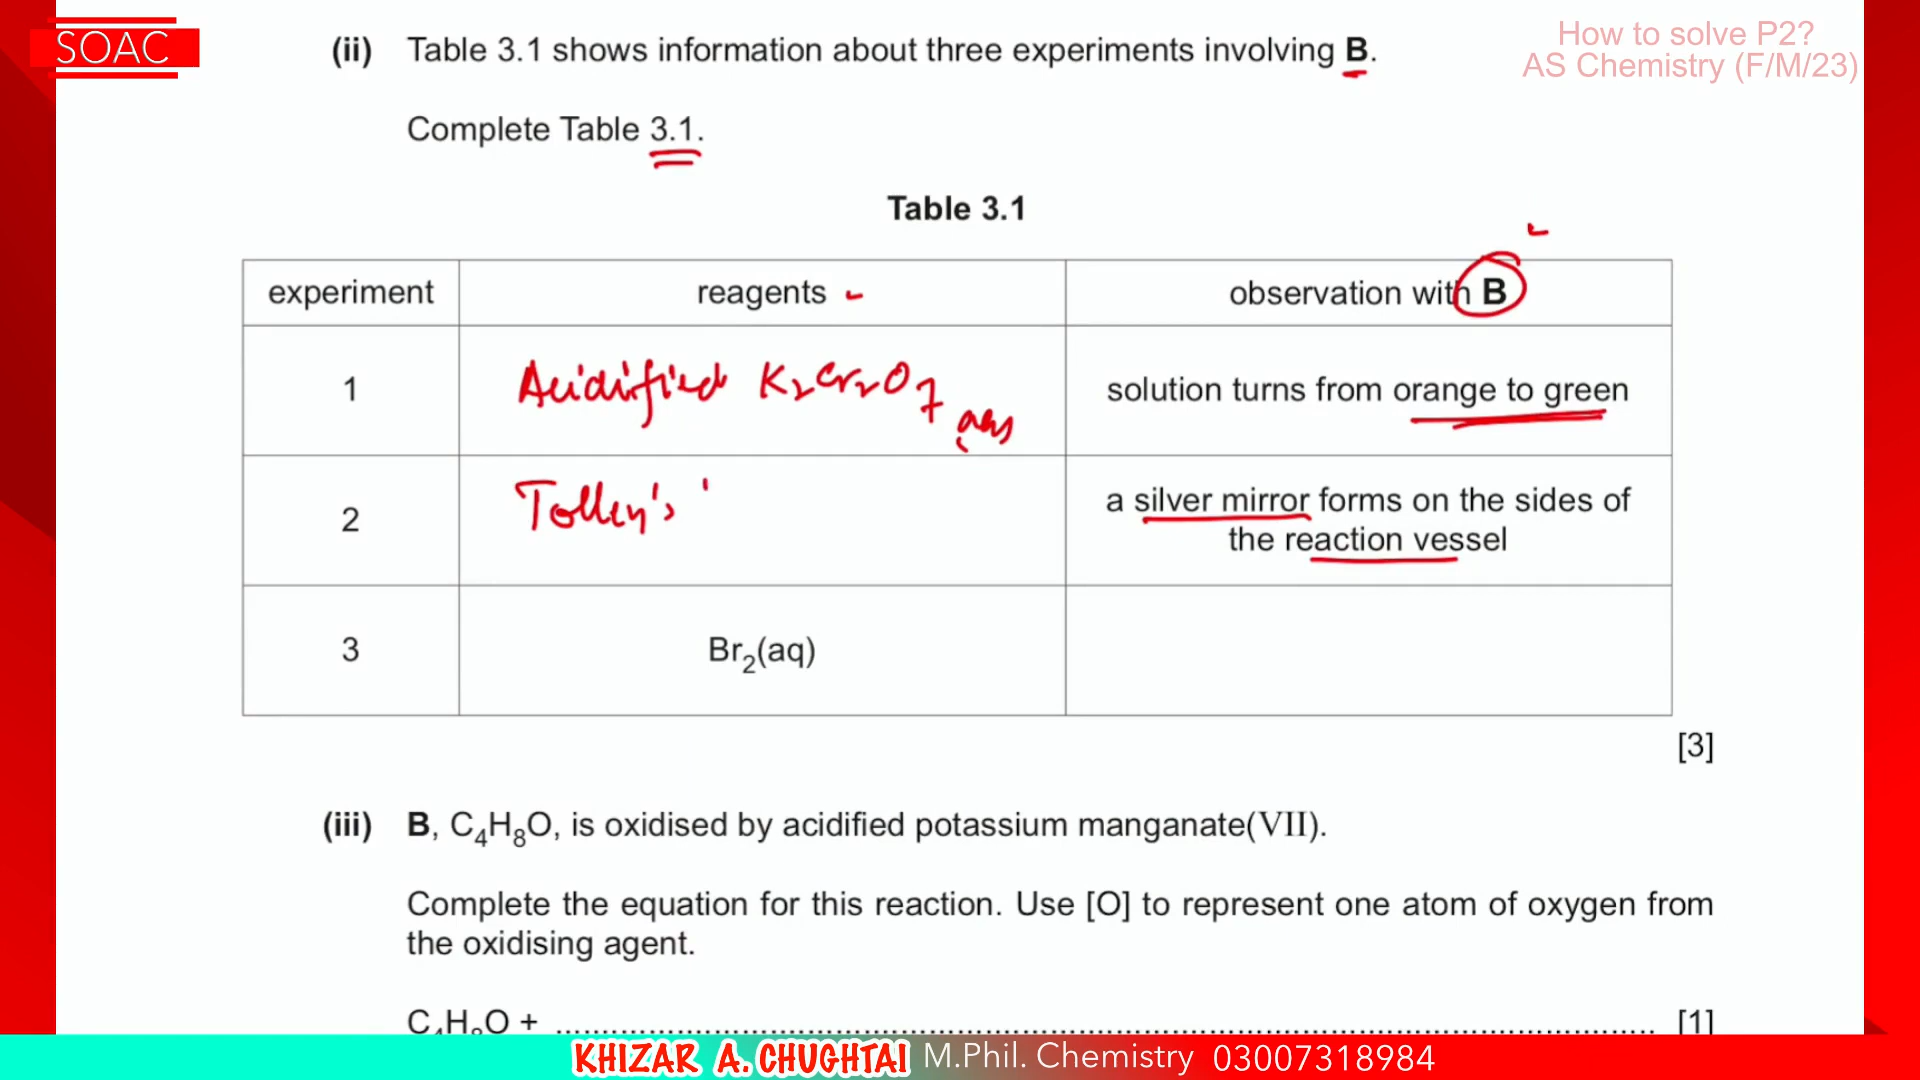 SOAC
How to solve P2?
AS Chemistry (F/M/23)
(ii) Table 3.1 shows information about three experiments involving B.
Complete Table 3.1.
Table 3.1
experiment reagents observation with B
1 Acidified K₂Cr₂O₇ solution turns from orange to green
2 Tollen's ' a silver mirror forms on the sides of
the reaction vessel
3 Br₂(aq)
[3]
(iii) B, C₄H₈O, is oxidised by acidified potassium manganate(VII).
Complete the equation for this reaction. Use [O] to represent one atom of oxygen from
the oxidising agent.
C₄H₈O + .................................................................. [1]
KHIZAR A. CHUGHTAI M.Phil. Chemistry 03007318984